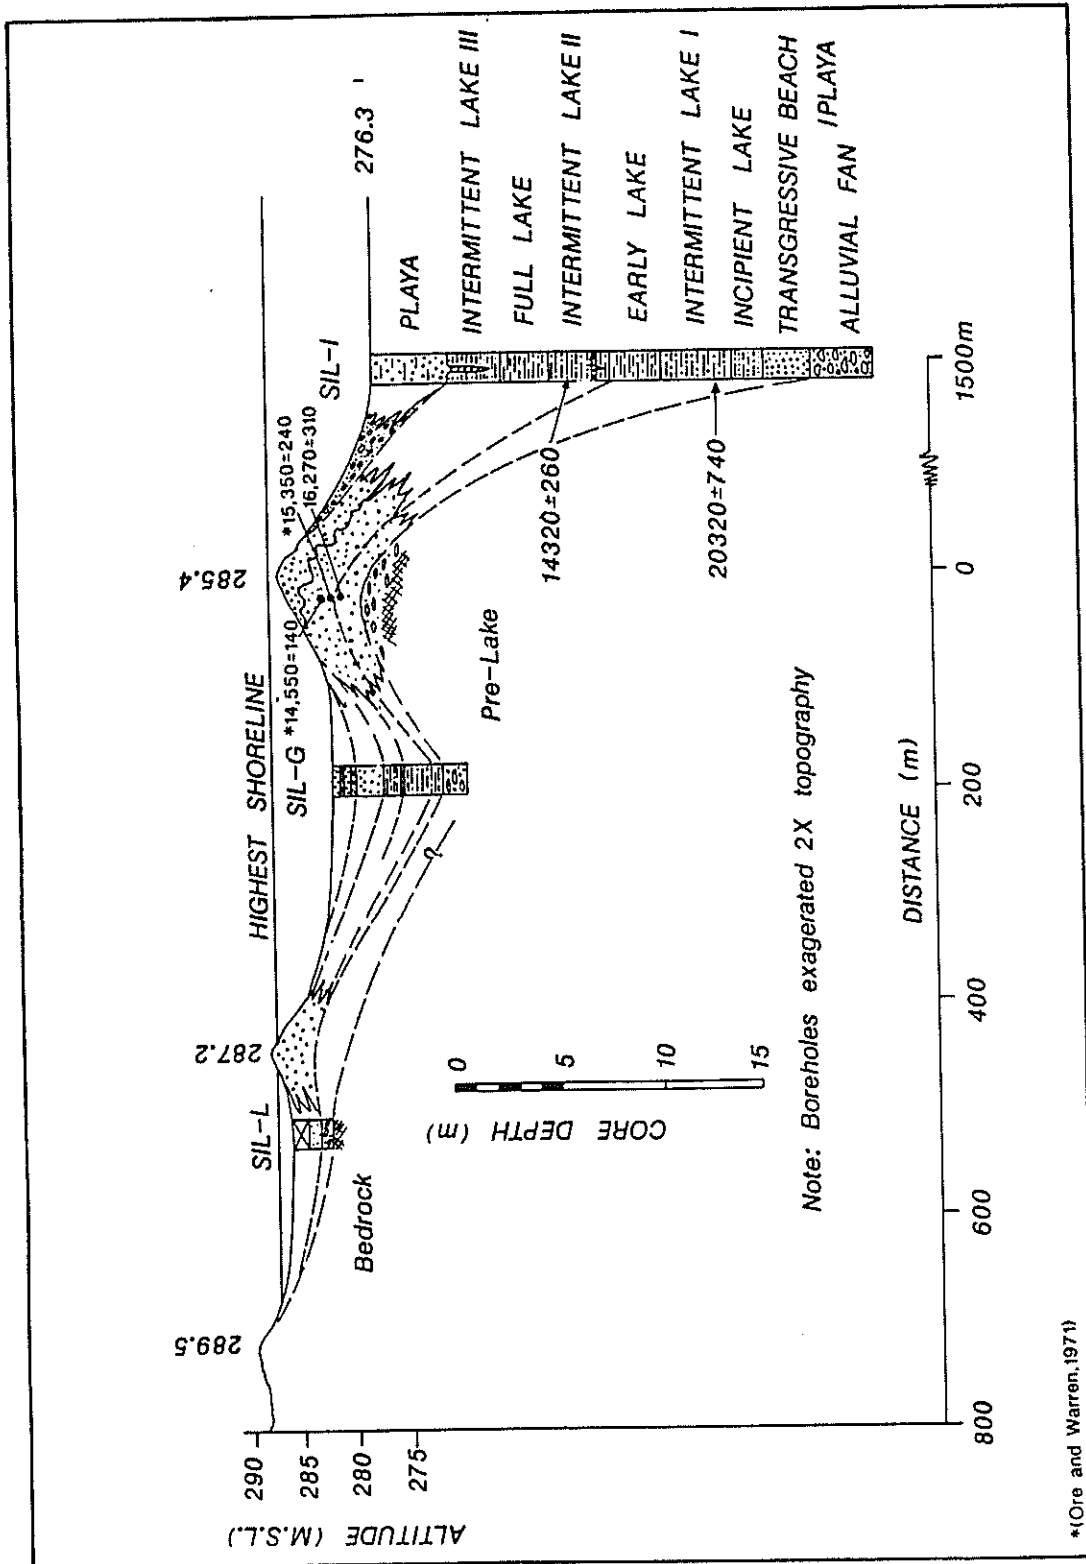 HIGHEST SHORELINE
289.5
287.2
285.4
SIL-L
SIL-G
*14,550±140
*15,350±240
16,270±310
SIL-I
276.3
PLAYA
INTERMITTENT LAKE III
FULL LAKE
INTERMITTENT LAKE II
EARLY LAKE
INTERMITTENT LAKE I
INCIPIENT LAKE
TRANSGRESSIVE BEACH
ALLUVIAL FAN /PLAYA
14320±260
20320±740
Bedrock
Pre-Lake
?
ALTITUDE (M.S.L.)
290
285
280
275
CORE DEPTH (m)
0
5
10
15
Note: Boreholes exagerated 2X topography
DISTANCE (m)
800
600
400
200
0
1500m
*(Ore and Warren,1971)